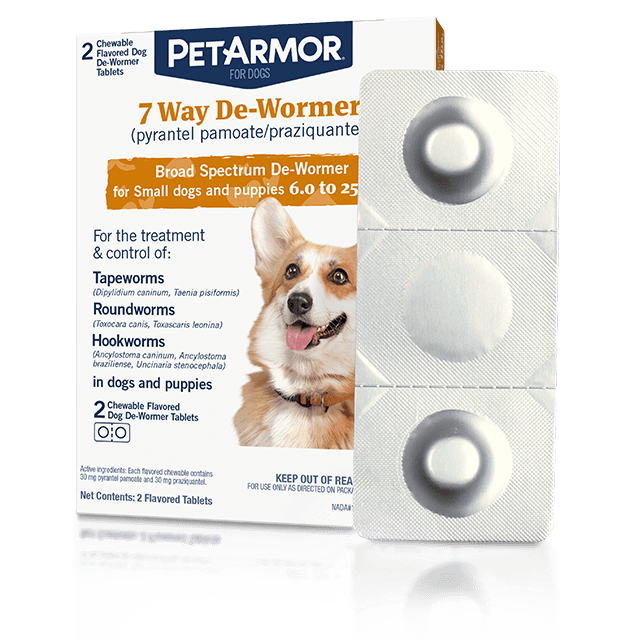 2 Chewable
Flavored Dog
De-Wormer
Tablets
PETARMOR®
FOR DOGS
7 Way De-Wormer
(pyrantel pamoate/praziquante
Broad Spectrum De-Wormer
for Small dogs and puppies 6.0 to 25
For the treatment
& control of:
Tapeworms
(Dipylidium caninum, Taenia pisiformis)
Roundworms
(Toxocara canis, Toxascaris leonina)
Hookworms
(Ancylostoma caninum, Ancylostoma
braziliense, Uncinaria stenocephala)
in dogs and puppies
2 Chewable Flavored
Dog De-Wormer Tablets
Active ingredients: Each flavored chewable contains
30 mg pyrantel pamoate and 30 mg praziquantel.
Net Contents: 2 Flavored Tablets
KEEP OUT OF REA
FOR USE ONLY AS DIRECTED ON PACKA
NADA#